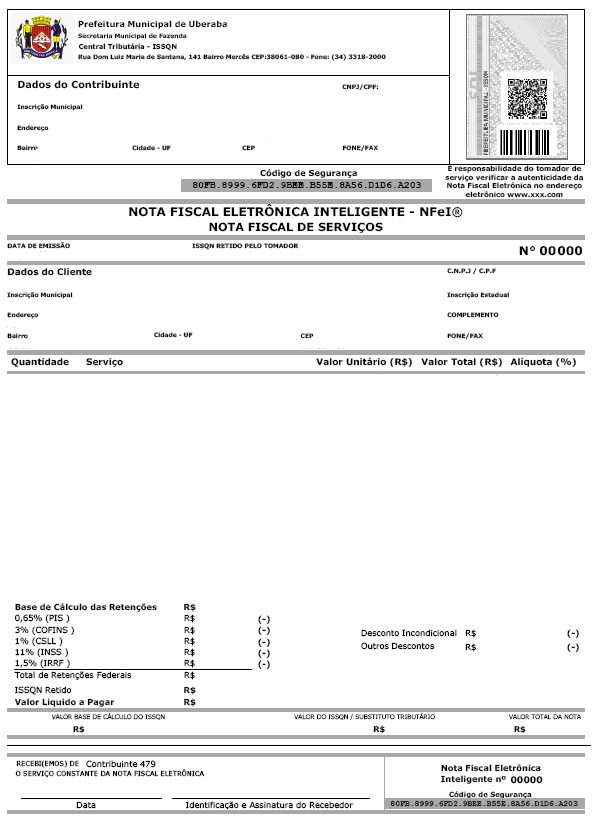 Prefeitura Municipal de Uberaba
Secretaria Municipal de Fazenda
Central Tributária - ISSQN
Rua Dom Luiz Maria de Santana, 141 Bairro Mercês CEP:38061-080 - Fone: (34) 3318-2000
Dados do Contribuinte CNPJ/CPF:
Inscrição Municipal
Endereço
Bairro Cidade - UF CEP FONE/FAX
PREFEITURA MUNICIPAL - ISSQN
É responsabilidade do tomador de
serviço verificar a autenticidade da
Nota Fiscal Eletrônica no endereço
eletrônico www.xxx.com
Código de Segurança
80FB.8999.6FD2.9BEE.B55E.8A56.D1D6.A203
NOTA FISCAL ELETRÔNICA INTELIGENTE - NFeI®
NOTA FISCAL DE SERVIÇOS
DATA DE EMISSÃO ISSQN RETIDO PELO TOMADOR N° 00000
Dados do Cliente C.N.P.J / C.P.F
Inscrição Municipal Inscrição Estadual
Endereço COMPLEMENTO
Bairro Cidade - UF CEP FONE/FAX
Quantidade Serviço Valor Unitário (R$) Valor Total (R$) Alíquota (%)
Base de Cálculo das Retenções R$
0,65% (PIS ) R$ (-)
3% (COFINS ) R$ (-)
Desconto Incondicional R$ (-)
1% (CSLL ) R$ (-)
Outros Descontos R$ (-)
11% (INSS ) R$ (-)
1,5% (IRRF ) R$ (-)
Total de Retenções Federais R$
ISSQN Retido R$
Valor Liquido a Pagar R$
VALOR BASE DE CÁLCULO DO ISSQN VALOR DO ISSQN / SUBSTITUTO TRIBUTÁRIO VALOR TOTAL DA NOTA
R$ R$ R$
RECEBI(EMOS) DE Contribuinte 479
O SERVIÇO CONSTANTE DA NOTA FISCAL ELETRÔNICA
Data Identificação e Assinatura do Recebedor
Nota Fiscal Eletrônica
Inteligente nº 00000
Código de Segurança
80FB.8999.6FD2.9BEE.B55E.8A56.D1D6.A203